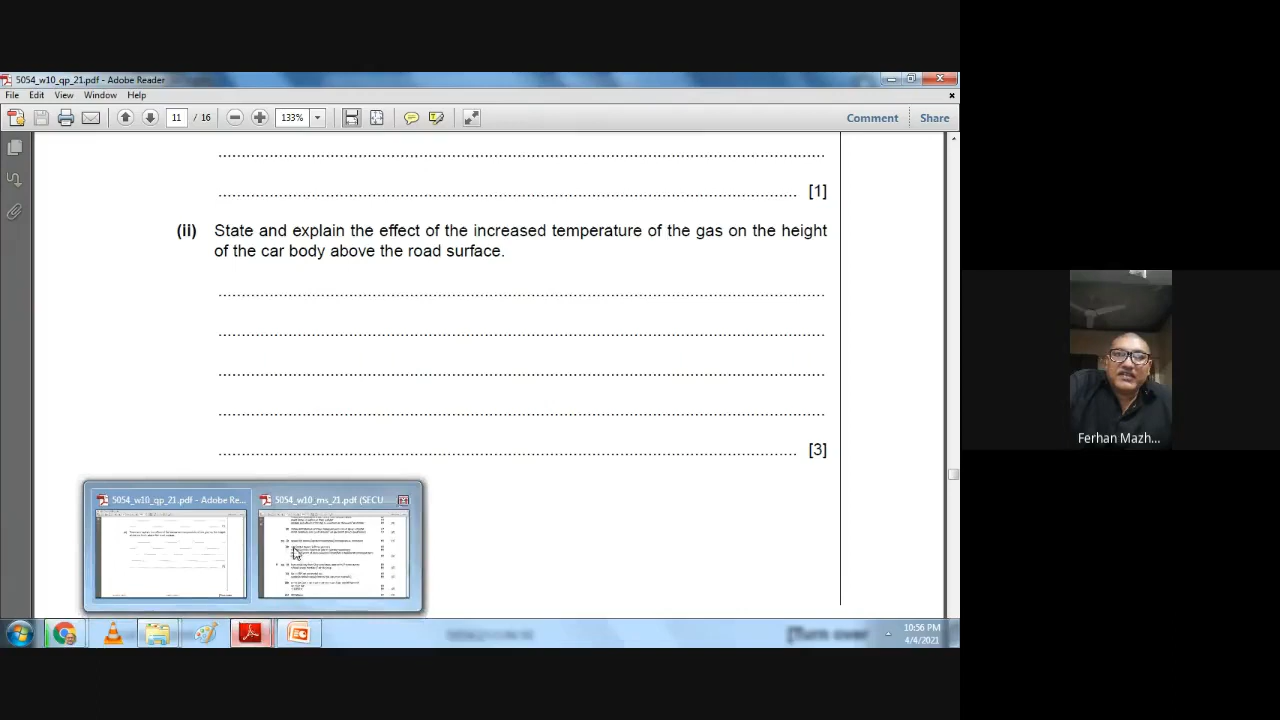 5054_w10_qp_21.pdf - Adobe Reader
File Edit View Window Help
11 / 16 133% Comment Share
[1]
(ii) State and explain the effect of the increased temperature of the gas on the height
of the car body above the road surface.
[3]
5054_w10_qp_21.pdf - Adobe Re... 5054_w10_ms_21.pdf (SECU
[Turn over
10:56 PM
4/4/2021
Ferhan Mazh...